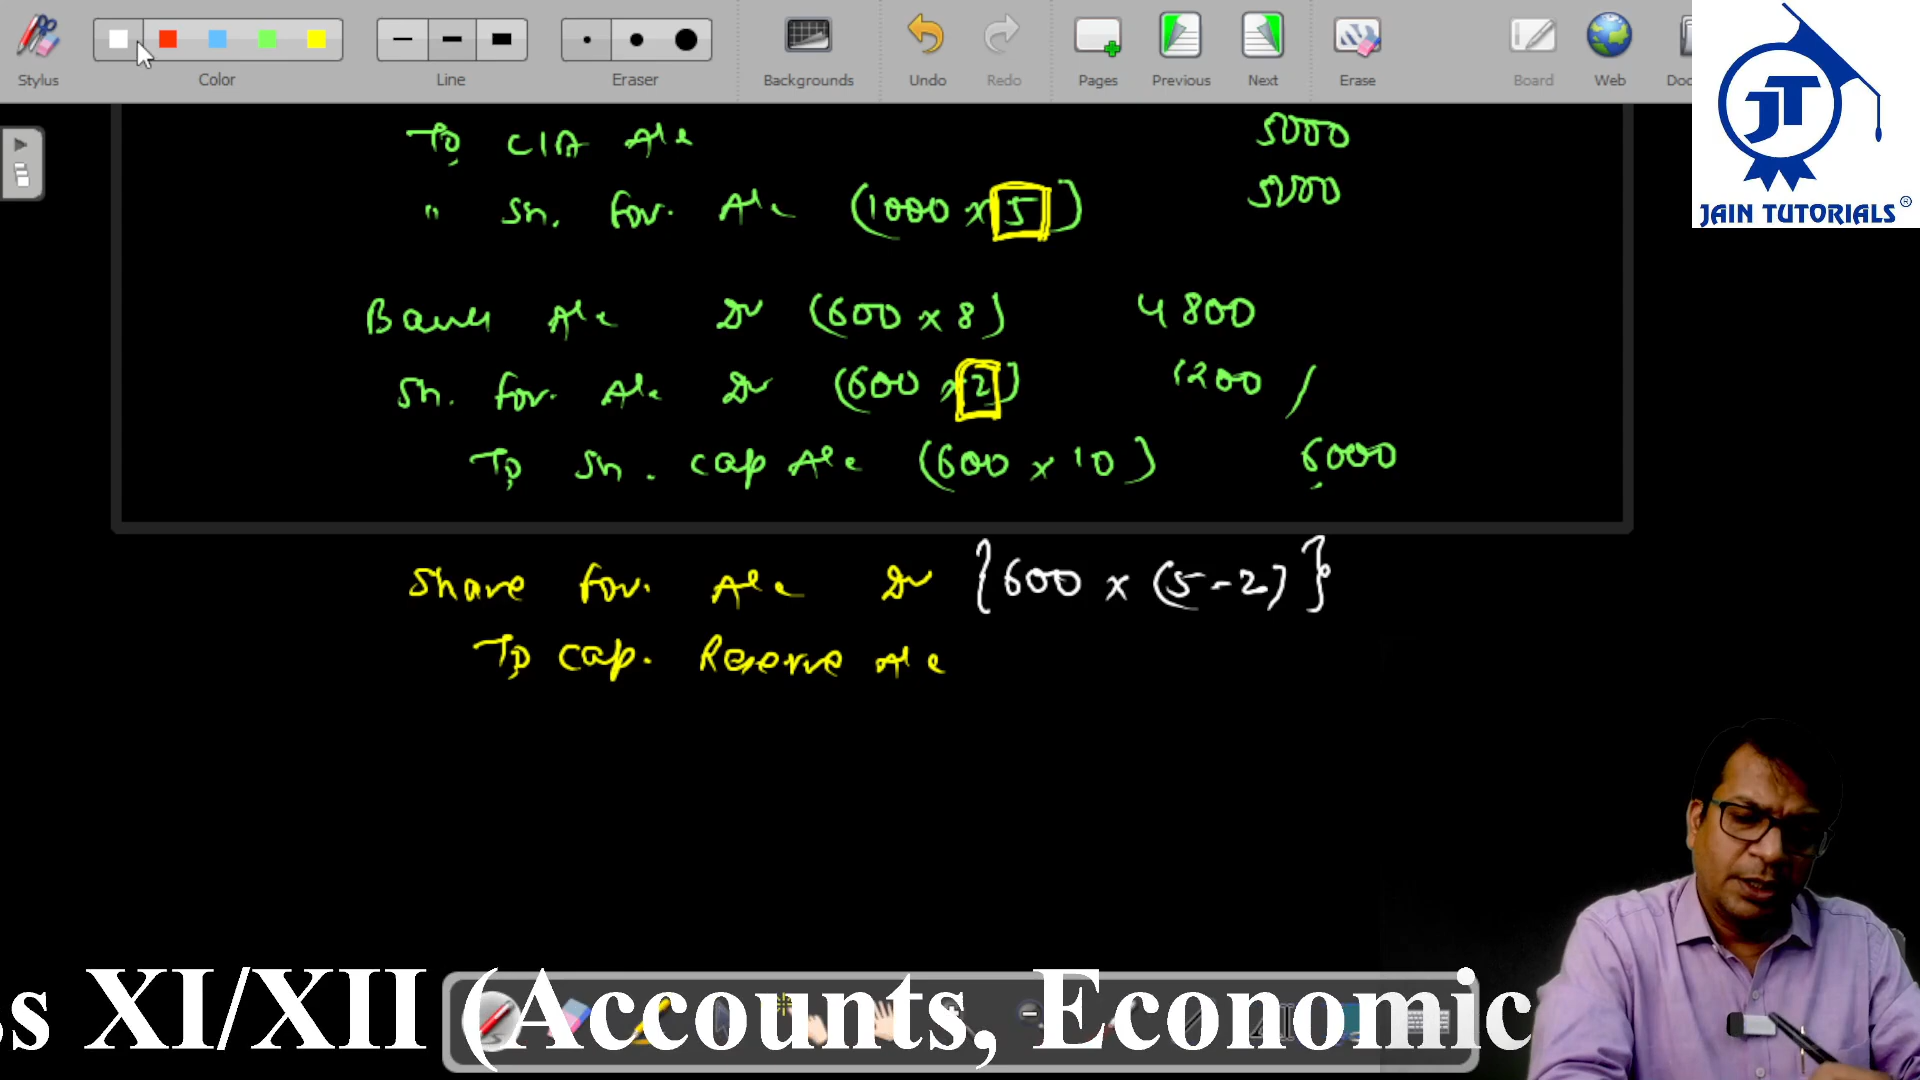 Stylus Color Line Eraser Backgrounds Undo Redo Pages Previous Next Erase Board Web Doc
JT
JAIN TUTORIALS®
To CIA A/c 5000
" Sh. for. A/c (1000 × 5) 5000
Bank A/c Dr (600 × 8) 4800
Sh. for. A/c Dr (600 × 2) 1200 /
To Sh. cap A/c (600 × 10) 6000
Share for. A/c Dr {600 × (5-2)}
To cap. Reserve A/c
ss XI/XII (Accounts, Economic